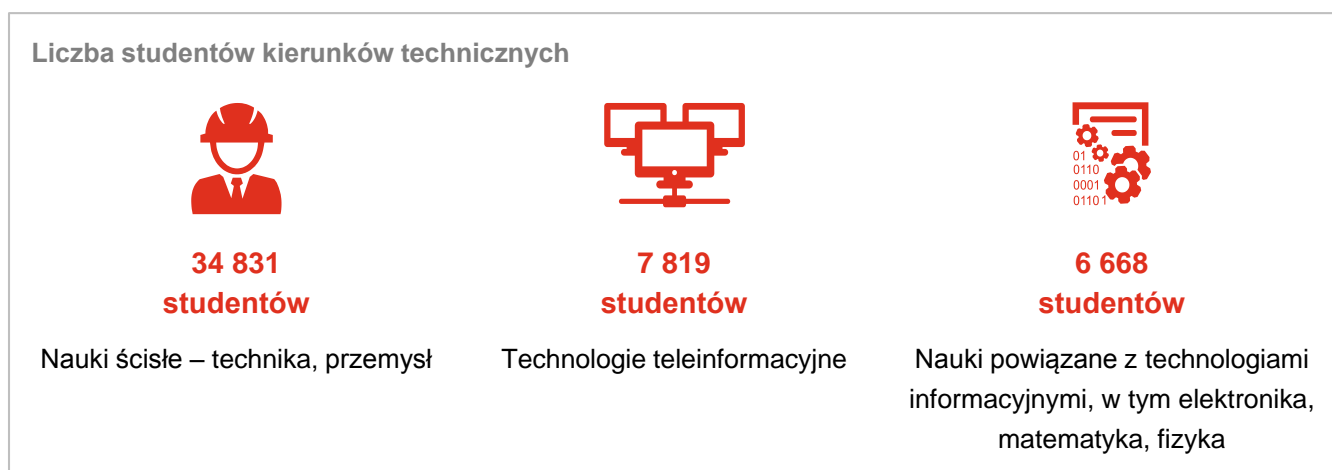 Liczba studentów kierunków technicznych
01
0110
0001
01101
34 831
studentów
Nauki ścisłe – technika, przemysł
7 819
studentów
Technologie teleinformacyjne
6 668
studentów
Nauki powiązane z technologiami
informacyjnymi, w tym elektronika,
matematyka, fizyka